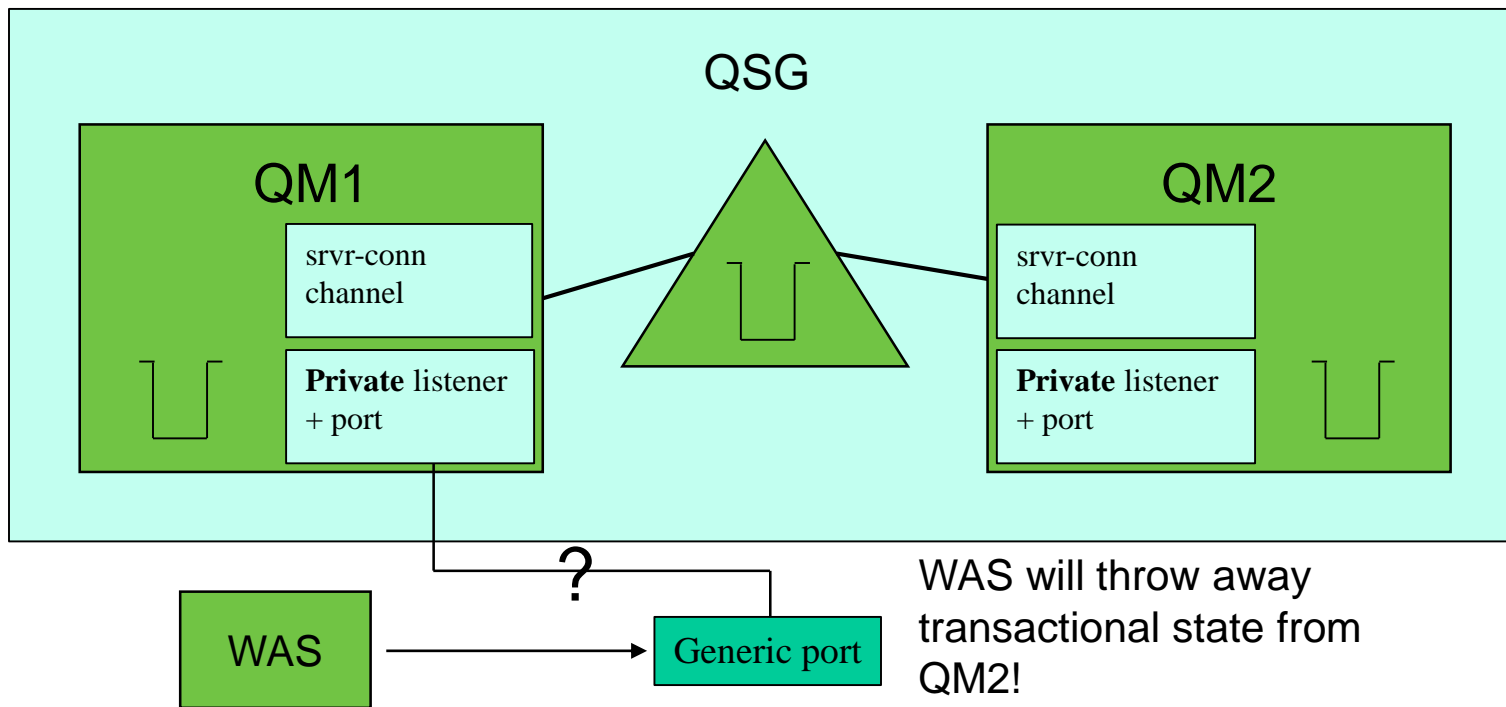 QSG
QM1
srvr-conn
channel
Private listener
+ port
QM2
srvr-conn
channel
Private listener
+ port
?
WAS
Generic port
WAS will throw away
transactional state from
QM2!